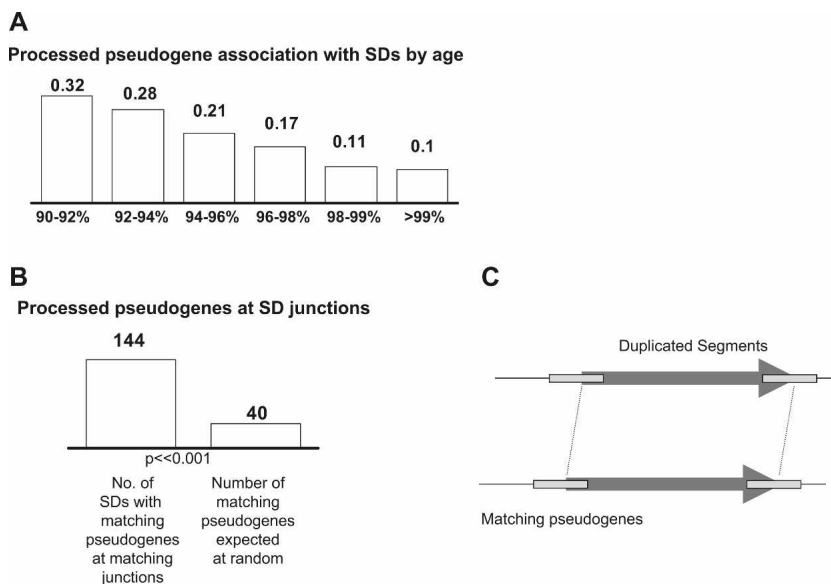 A
Processed pseudogene association with SDs by age
0.32 0.28 0.21 0.17 0.11 0.1
90-92% 92-94% 94-96% 96-98% 98-99% >99%
B
Processed pseudogenes at SD junctions
144
40
p<<0.001
No. of
SDs with
matching
pseudogenes
at matching
junctions
Number of
matching
pseudogenes
expected
at random
C
Duplicated Segments
Matching pseudogenes